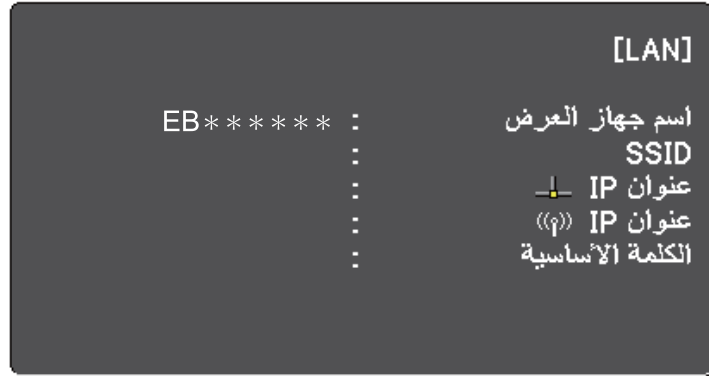 [LAN]
اسم جهاز العرض : EB******
SSID :
عنوان IP :
عنوان IP :
الكلمة الأساسية :